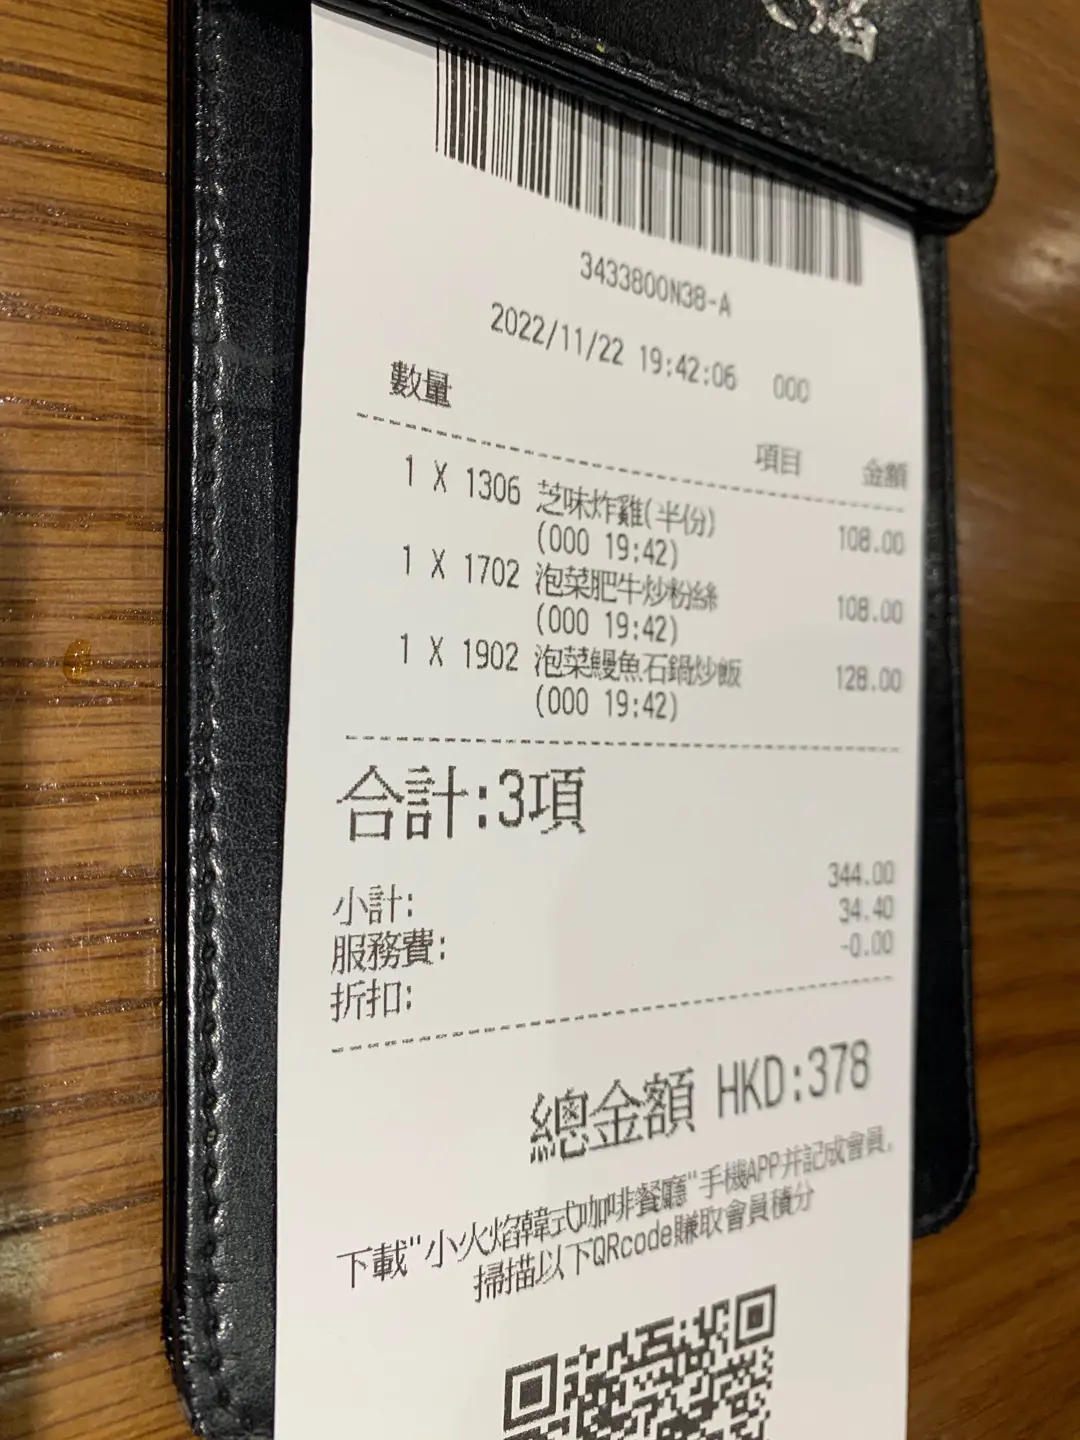 3433800N38-A
2022/11/22 19:42:06 000
數量 項目 金額
1 X 1306 芝味炸雞(半份) 108.00
(000 19:42)
1 X 1702 泡菜肥牛炒粉絲 108.00
(000 19:42)
1 X 1902 泡菜鰻魚石鍋炒飯 128.00
(000 19:42)
合計:3項
小計: 344.00
服務費: 34.40
折扣: -0.00
總金額 HKD:378
下載"小火焰韓式咖啡餐廳"手機APP并記成會員,
掃描以下QRcode賺取會員積分